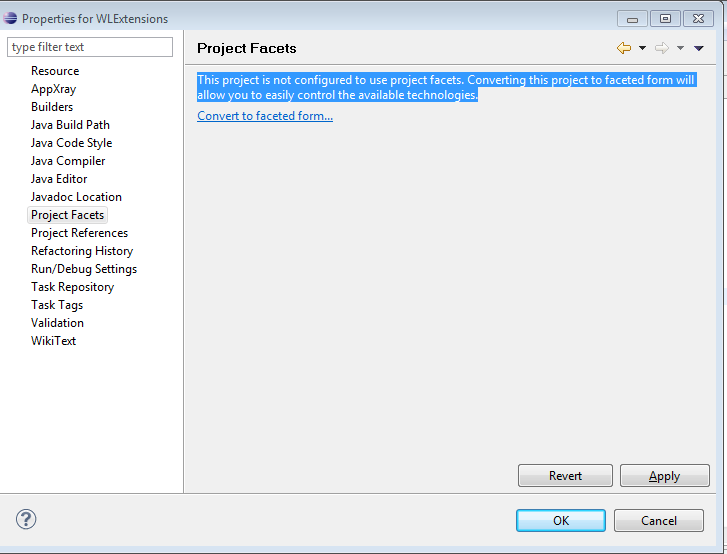 Properties for WLExtensions
type filter text
Resource
AppXray
Builders
Java Build Path
Java Code Style
Java Compiler
Java Editor
Javadoc Location
Project Facets
Project References
Refactoring History
Run/Debug Settings
Task Repository
Task Tags
Validation
WikiText
Project Facets
This project is not configured to use project facets. Converting this project to faceted form will
allow you to easily control the available technologies.
Convert to faceted form...
Revert
Apply
?
OK
Cancel